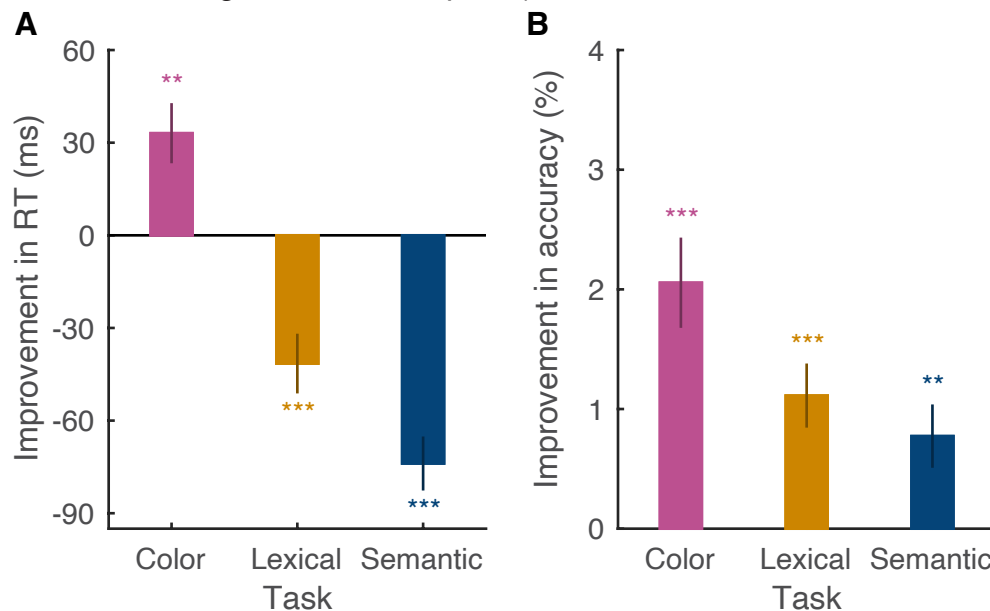 A
Improvement in RT (ms)
60
30
0
-30
-60
-90
**
***
***
Color Lexical Semantic
Task
B
Improvement in accuracy (%)
4
3
2
1
0
***
***
**
Color Lexical Semantic
Task